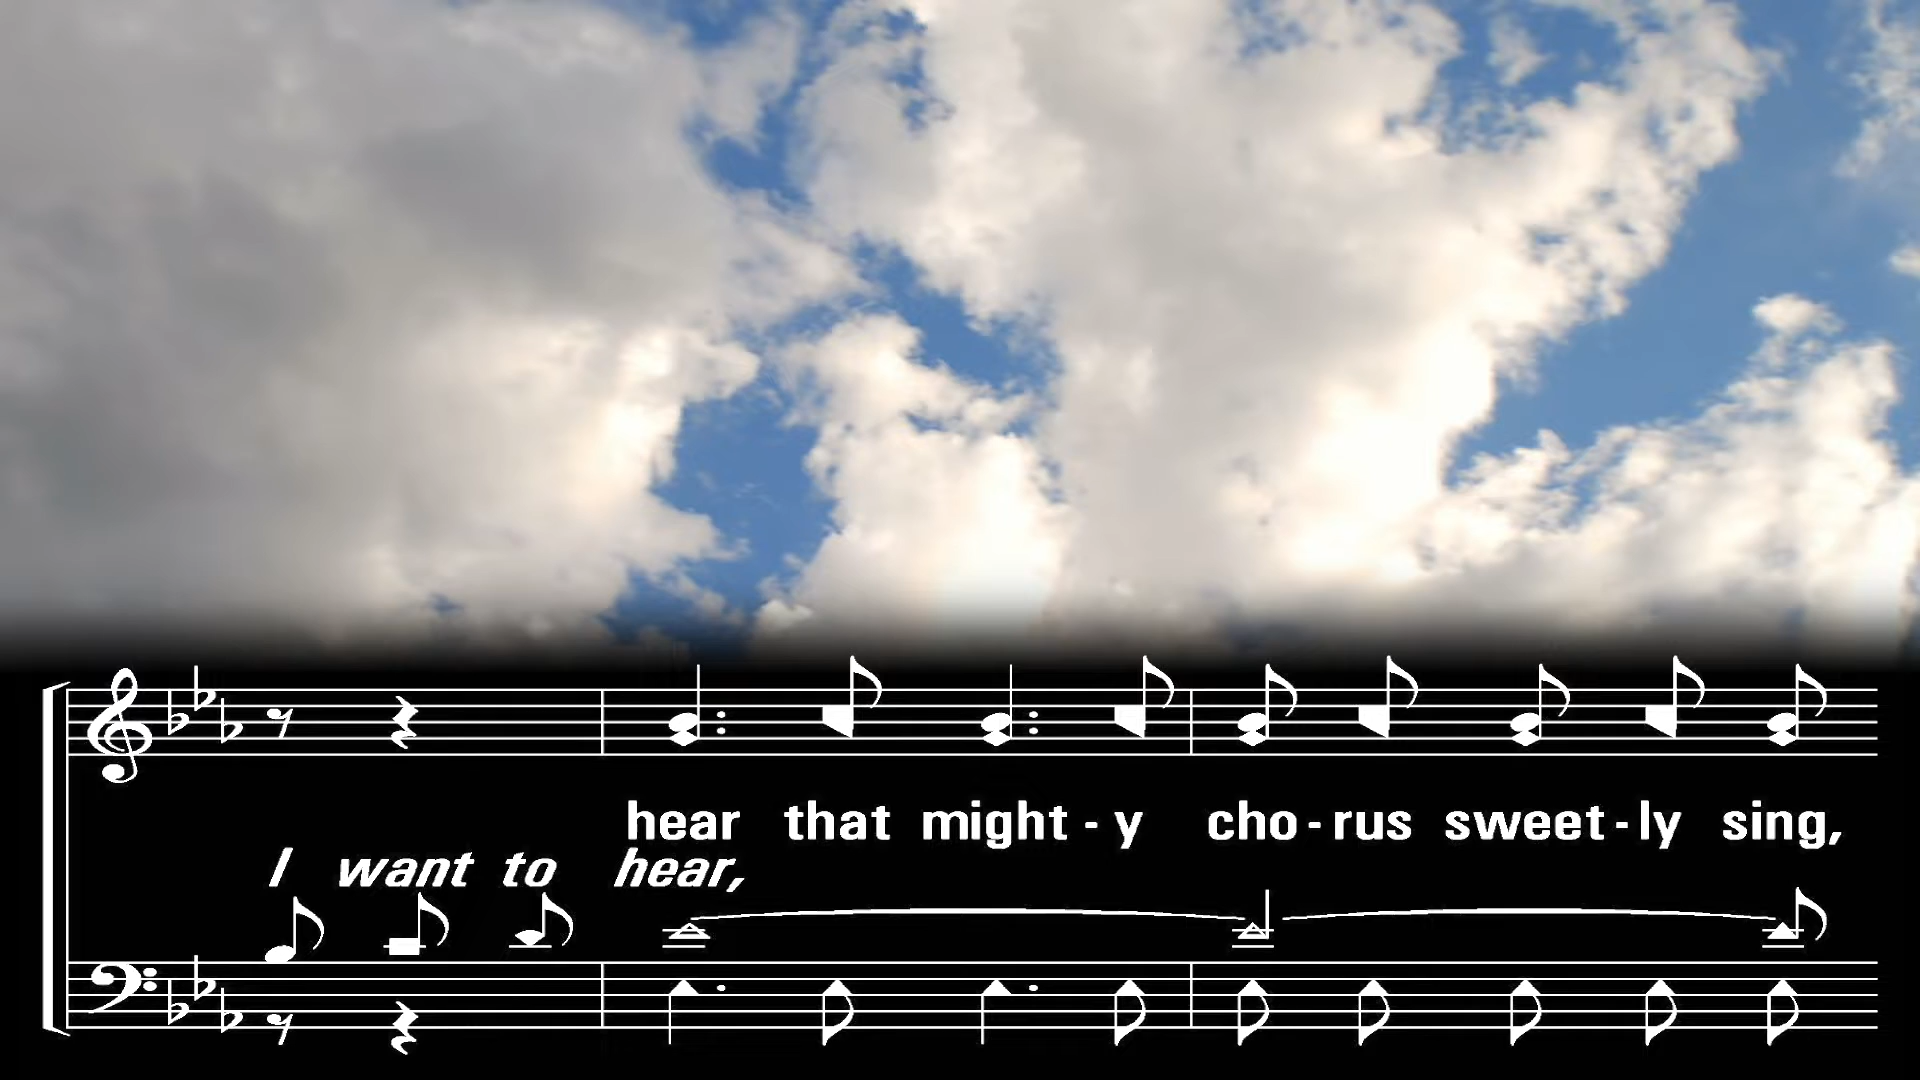 hear that might - y cho - rus sweet - ly sing,
I want to hear,